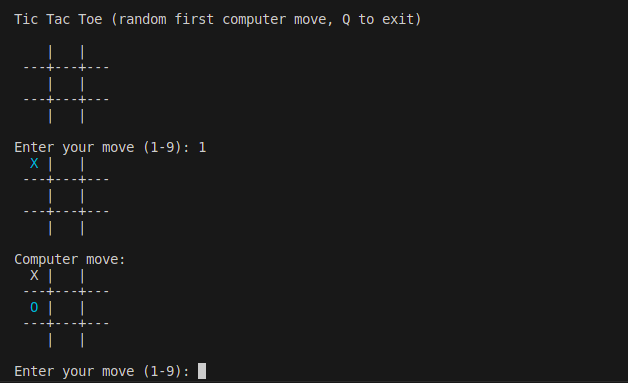 Tic Tac Toe (random first computer move, Q to exit)
   |   |
---+---+---
   |   |
---+---+---
   |   |
Enter your move (1-9): 1
 X |   |
---+---+---
   |   |
---+---+---
   |   |
Computer move:
 X |   |
---+---+---
 O |   |
---+---+---
   |   |
Enter your move (1-9):